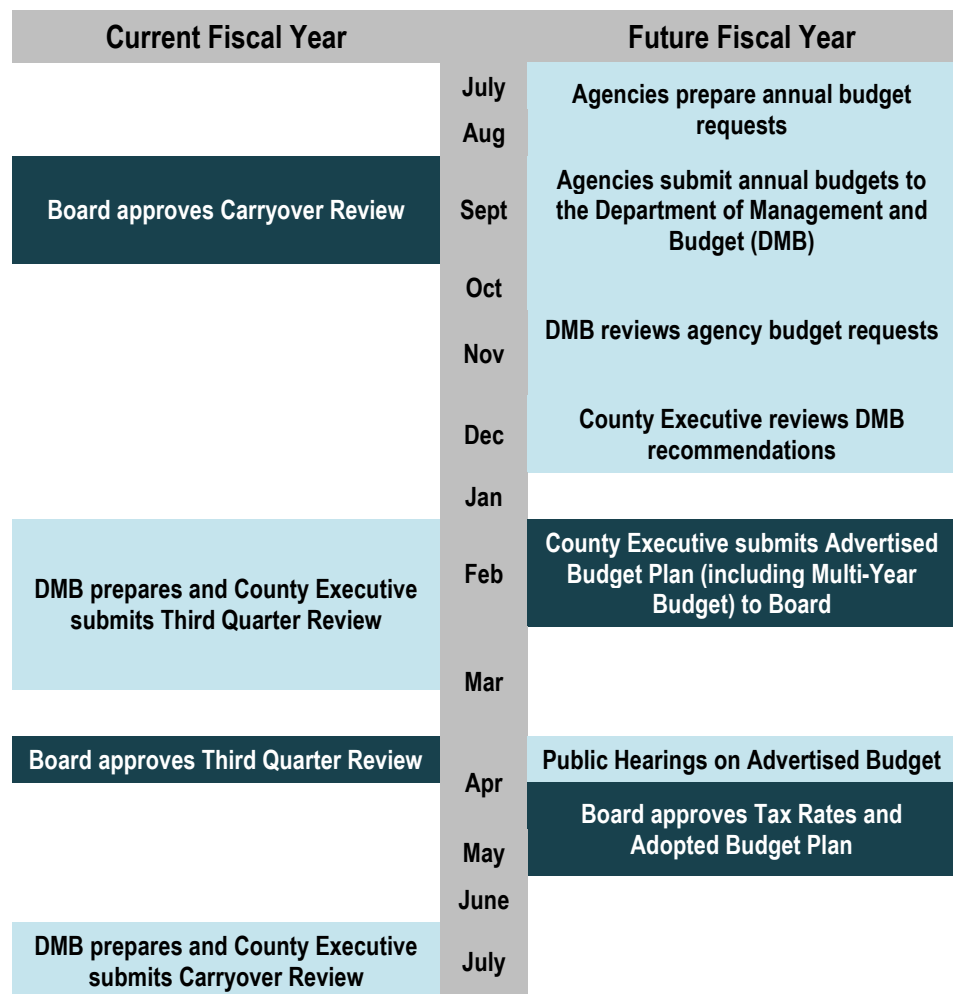 Current Fiscal Year
Future Fiscal Year
July
Agencies prepare annual budget
requests
Aug
Board approves Carryover Review
Sept
Agencies submit annual budgets to
the Department of Management and
Budget (DMB)
Oct
DMB reviews agency budget requests
Nov
Dec
County Executive reviews DMB
recommendations
Jan
DMB prepares and County Executive
submits Third Quarter Review
Feb
County Executive submits Advertised
Budget Plan (including Multi-Year
Budget) to Board
Mar
Board approves Third Quarter Review
Apr
Public Hearings on Advertised Budget
Board approves Tax Rates and
Adopted Budget Plan
May
June
DMB prepares and County Executive
submits Carryover Review
July